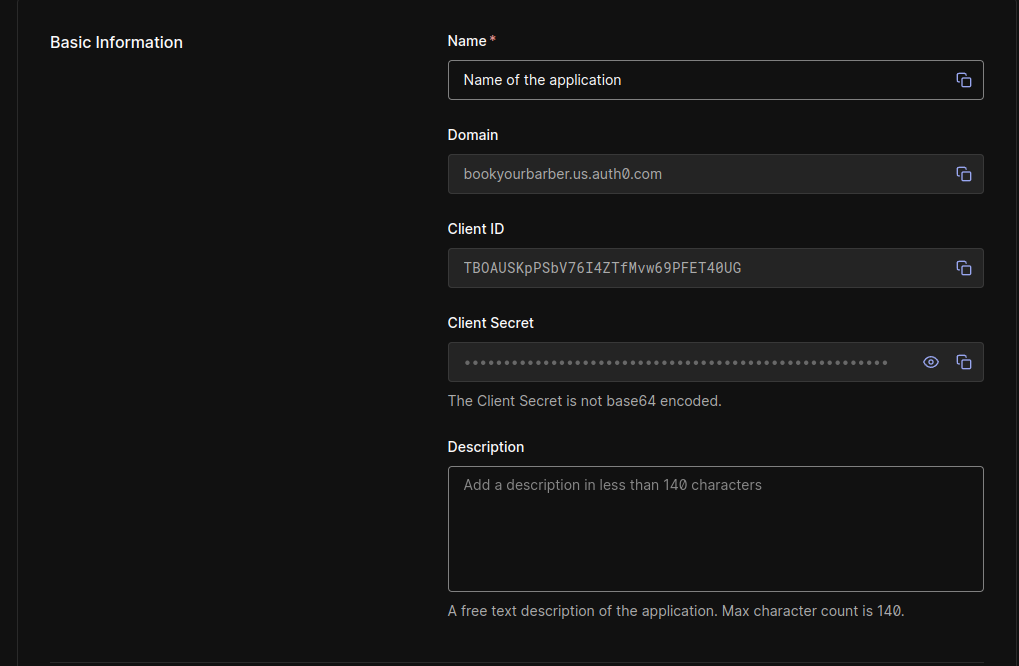 Basic Information
Name *
Name of the application
Domain
bookyourbarber.us.auth0.com
Client ID
TBOAUSKpPSbV76I4ZTfMvw69PFET40UG
Client Secret
The Client Secret is not base64 encoded.
Description
Add a description in less than 140 characters
A free text description of the application. Max character count is 140.